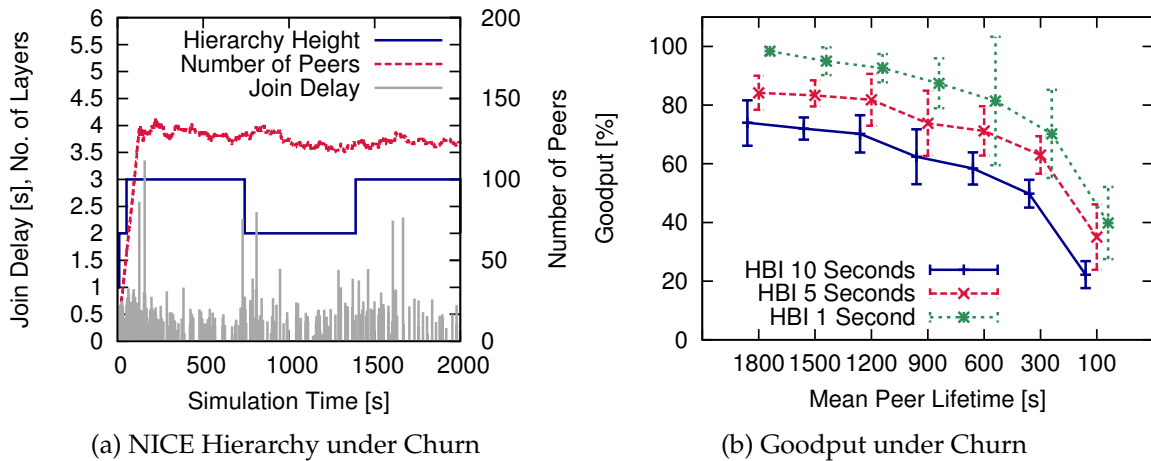 Join Delay [s], No. of Layers
6
5.5
5
4.5
4
3.5
3
2.5
2
1.5
1
0.5
0
Hierarchy Height
Number of Peers
Join Delay
200
150
100
50
0
Number of Peers
0 500 1000 1500 2000
Simulation Time [s]
(a) NICE Hierarchy under Churn
Goodput [%]
100
80
60
40
20
0
HBI 10 Seconds
HBI 5 Seconds
HBI 1 Second
1800 1500 1200 900 600 300 100
Mean Peer Lifetime [s]
(b) Goodput under Churn